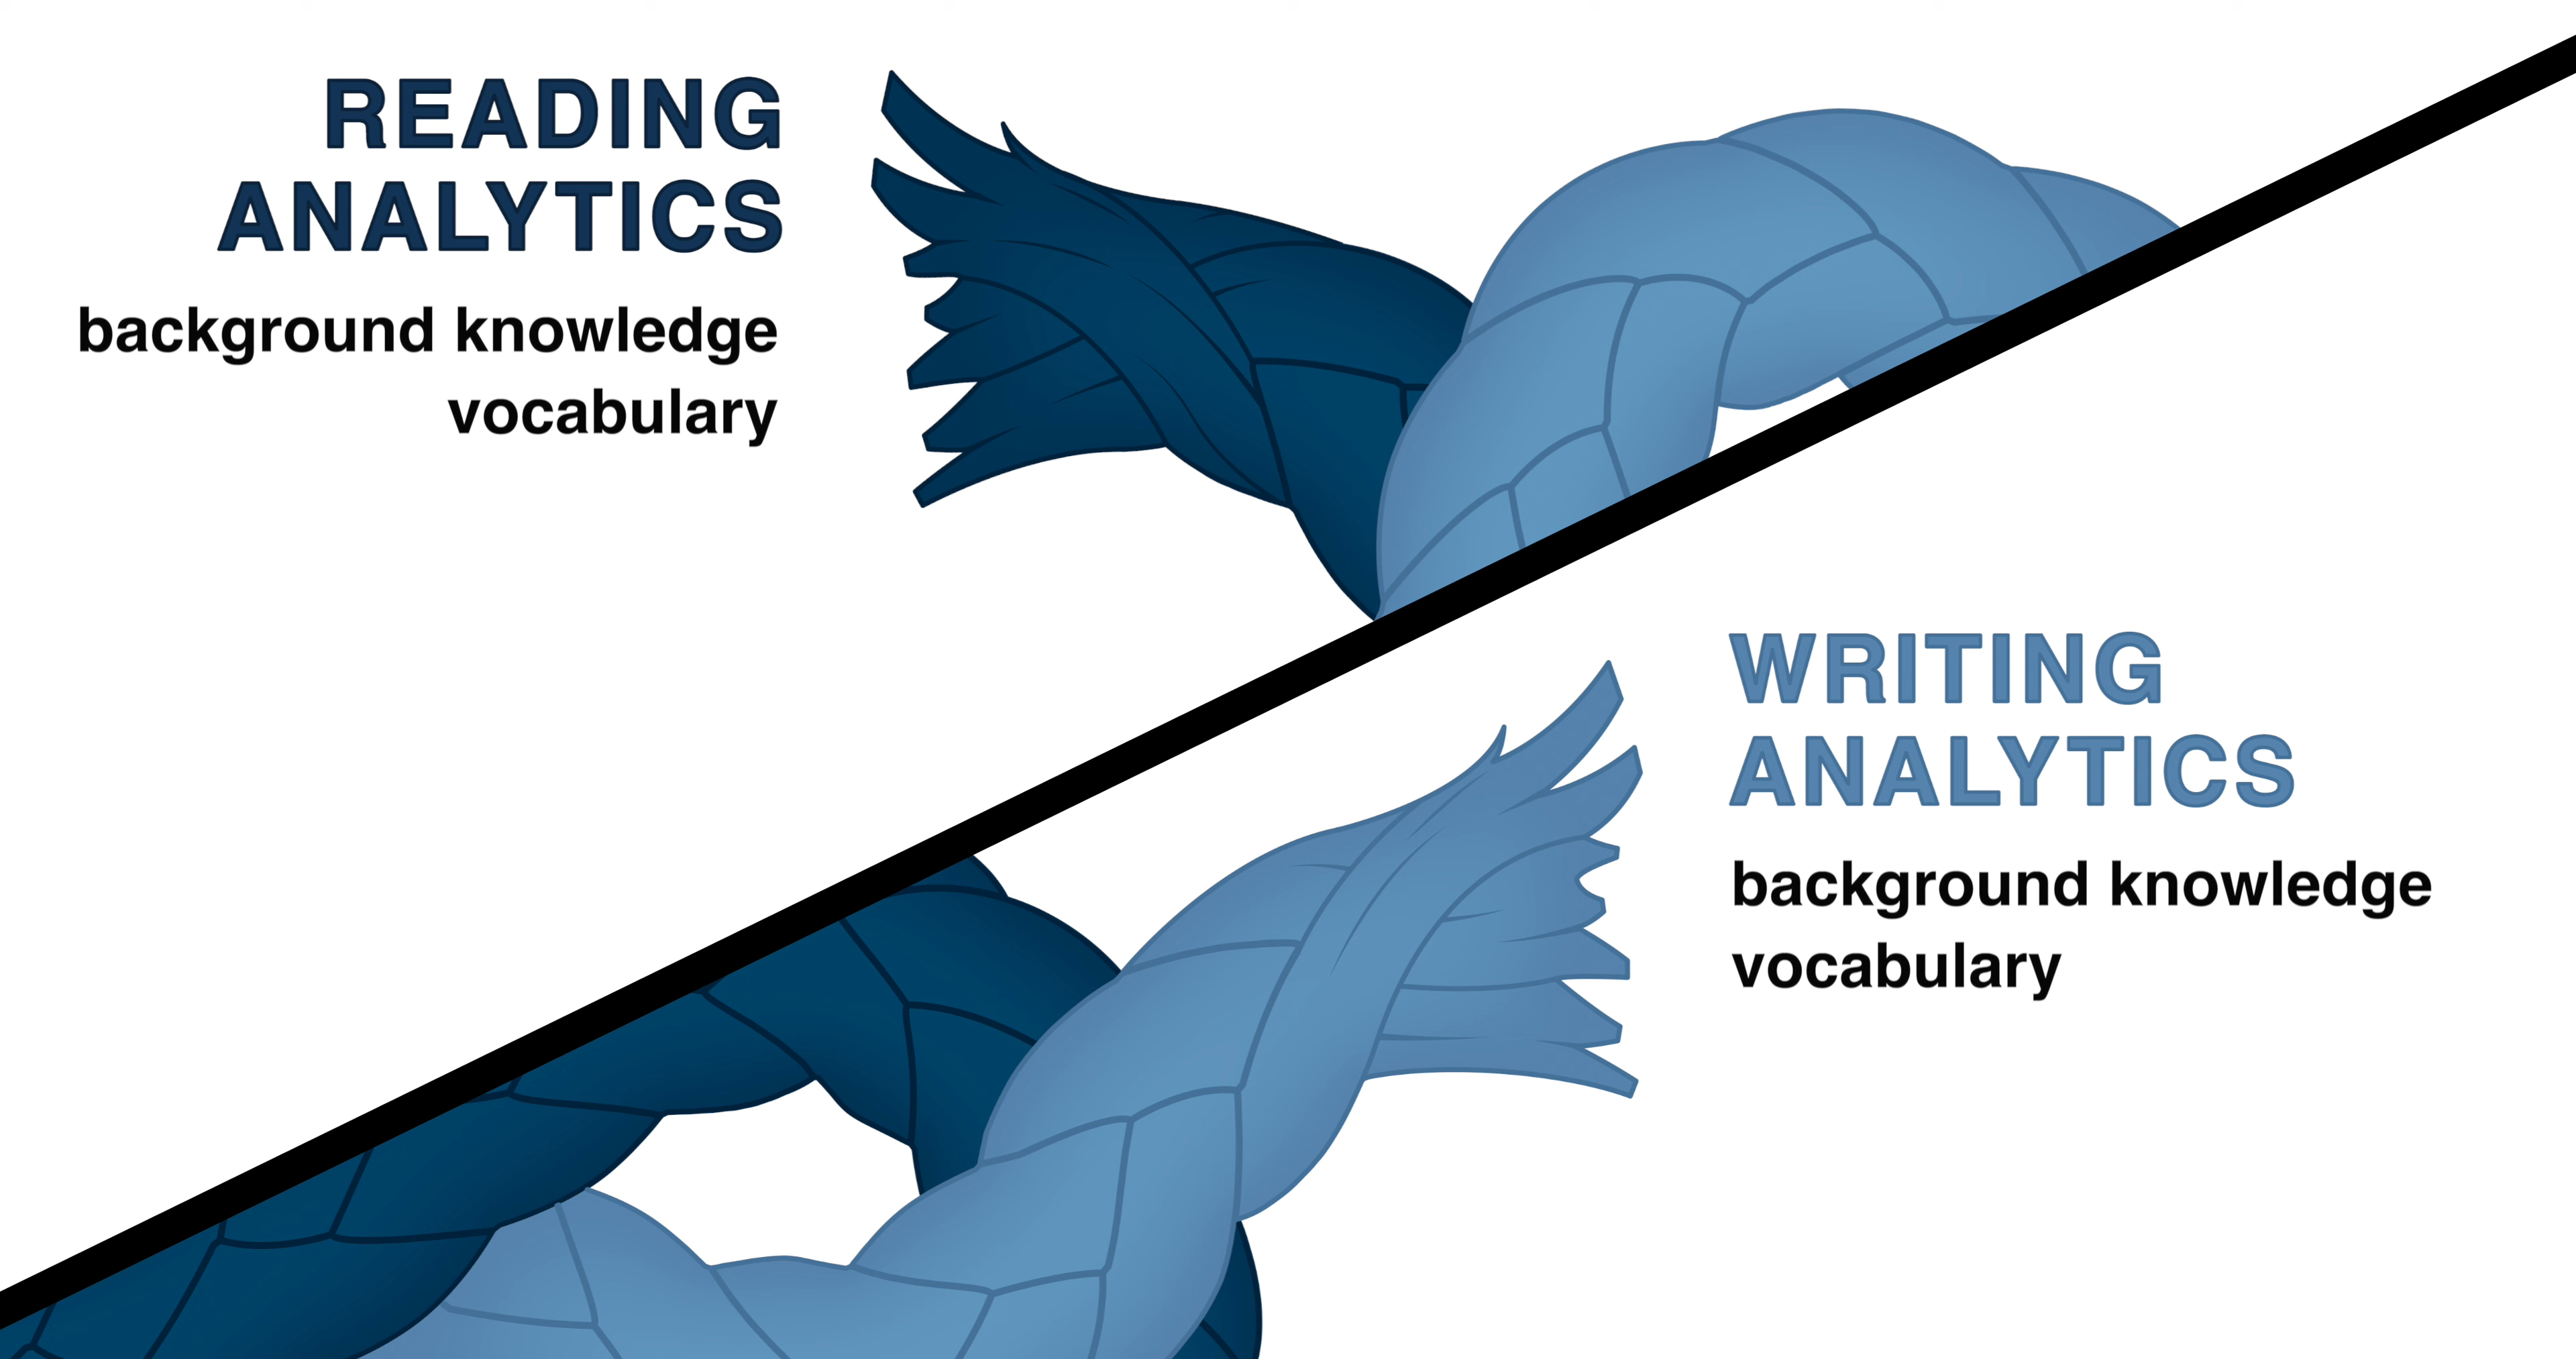 READING
ANALYTICS
background knowledge
vocabulary
WRITING
ANALYTICS
background knowledge
vocabulary